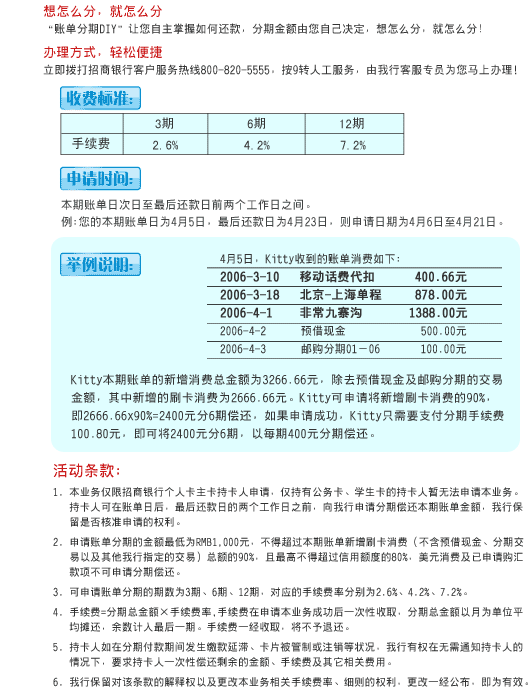 想怎么分，就怎么分
“账单分期DIY”让您自主掌握如何还款，分期金额由您自己决定，想怎么分，就怎么分！
办理方式，轻松便捷
立即拨打招商银行客户服务热线800-820-5555，按9转人工服务，由我行客服专员为您马上办理！
收费标准：
3期 6期 12期
手续费 2.6% 4.2% 7.2%
申请时间：
本期账单日次日至最后还款日前两个工作日之间。
例：您的本期账单日为4月5日，最后还款日为4月23日，则申请日期为4月6日至4月21日。
举例说明：
4月5日，Kitty收到的账单消费如下：
2006-3-10 移动话费代扣 400.66元
2006-3-18 北京-上海单程 878.00元
2006-4-1 非常九寨沟 1388.00元
2006-4-2 预借现金 500.00元
2006-4-3 邮购分期01-06 100.00元
Kitty本期账单的新增消费总金额为3266.66元，除去预借现金及邮购分期的交易
金额，其中新增的刷卡消费为2666.66元。Kitty可申请将新增刷卡消费的90%，
即2666.66x90%=2400元分6期偿还，如果申请成功，Kitty只需要支付分期手续费
100.80元，即可将2400元分6期，以每期400元分期偿还。
活动条款：
1. 本业务仅限招商银行个人卡主卡持卡人申请，仅持有公务卡、学生卡的持卡人暂无法申请本业务。
持卡人可在账单日后，最后还款日的两个工作日之前，向我行申请分期偿还本期账单金额，我行保
留是否核准申请的权利。
2. 申请账单分期的金额最低为RMB1,000元，不得超过本期账单新增刷卡消费（不含预借现金、分期交
易以及其他我行指定的交易）总额的90%，且最高不得超过信用额度的80%，美元消费及已申请购汇
款项不可申请分期偿还。
3. 可申请账单分期的期数为3期、6期、12期，对应的手续费率分别为2.6%、4.2%、7.2%。
4. 手续费=分期总金额×手续费率,手续费在申请本业务成功后一次性收取，分期总金额以月为单位平
均摊还，余数计入最后一期。手续费一经收取，将不予退还。
5. 持卡人如在分期付款期间发生缴款延滞、卡片被管制或注销等状况，我行有权在无需通知持卡人的
情况下，要求持卡人一次性偿还剩余的金额、手续费及其它相关费用。
6. 我行保留对该条款的解释权以及更改本业务相关手续费率、细则的权利，更改一经公布，即为有效。